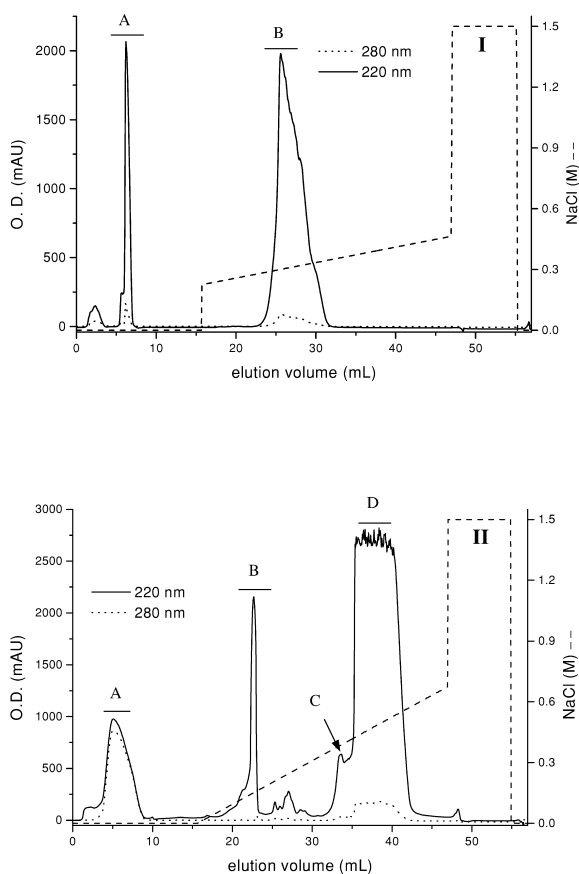 A
B
I
280 nm
220 nm
2000
1500
1000
500
0
O. D. (mAU)
1.5
1.2
0.9
0.6
0.3
0.0
NaCl (M) – –
0 10 20 30 40 50
elution volume (mL)
3000
2500
2000
1500
1000
500
0
O.D. (mAU)
D
II
B
220 nm
280 nm
A
C
1.5
1.2
0.9
0.6
0.3
0.0
NaCl (M) – –
0 10 20 30 40 50
elution volume (mL)